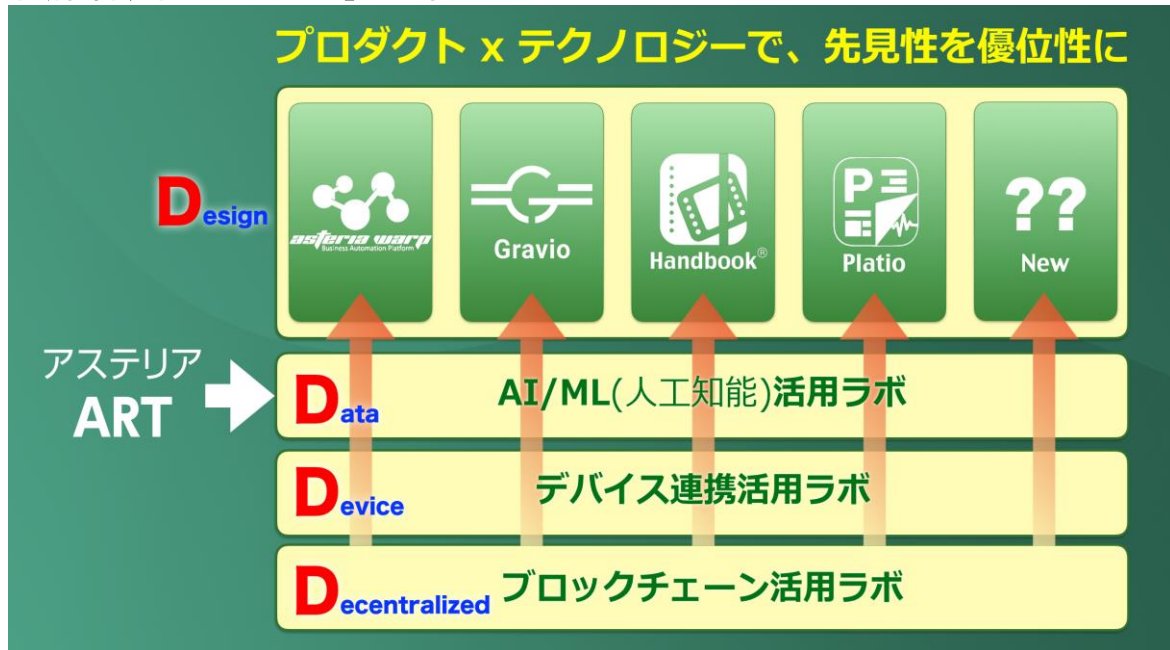 プロダクト x テクノロジーで、先見性を優位性に
Design
asteria warp
Business Automation Platform
Gravio
Handbook®
Platio
??
New
アステリア
ART
Data
AI/ML(人工知能)活用ラボ
Device
デバイス連携活用ラボ
Decentralized
ブロックチェーン活用ラボ